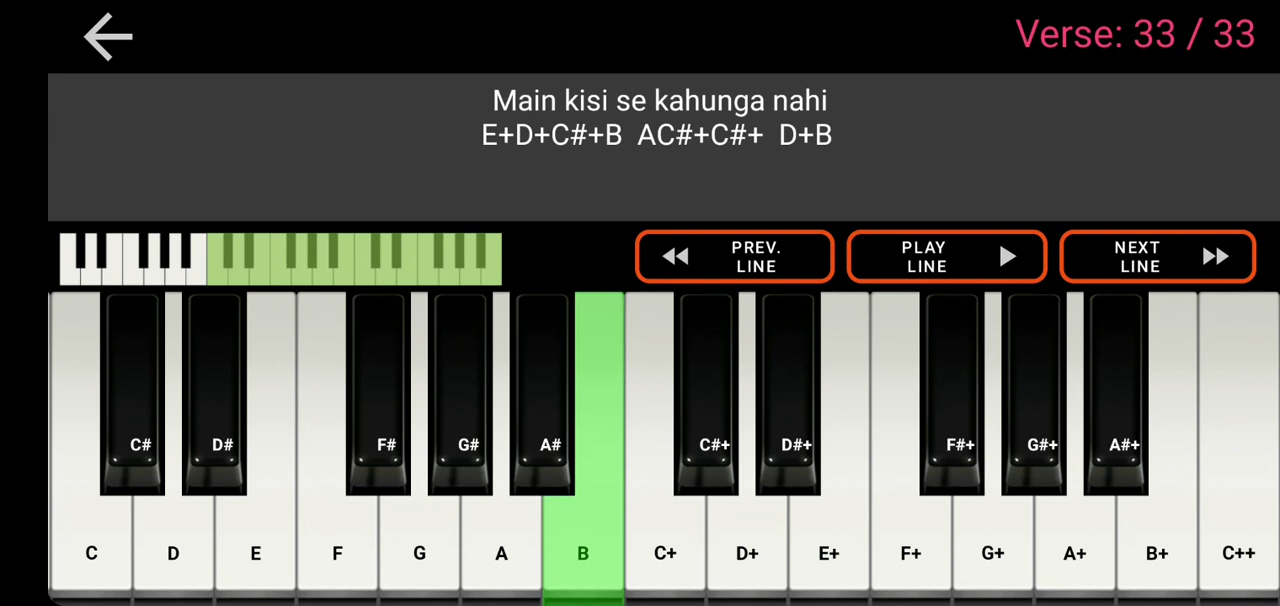 Verse: 33 / 33
Main kisi se kahunga nahi
E+D+C#+B  AC#+C#+  D+B
PREV.
LINE
PLAY
LINE
NEXT
LINE
C# D# F# G# A# C#+ D#+ F#+ G#+ A#+
C D E F G A B C+ D+ E+ F+ G+ A+ B+ C++